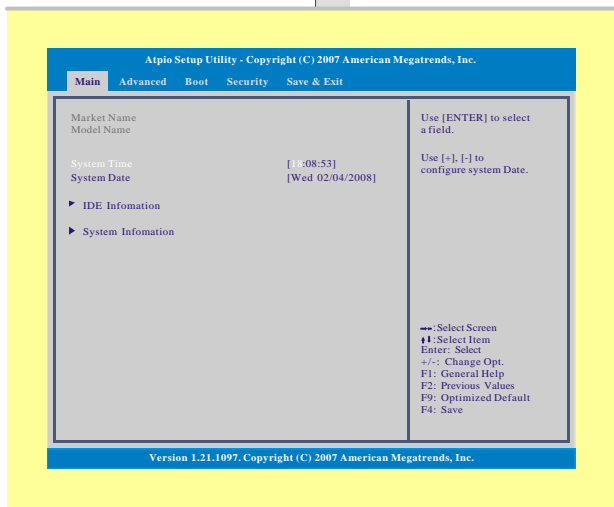 Atpio Setup Utility - Copyright (C) 2007 American Megatrends, Inc.
Main Advanced Boot Security Save & Exit
Market Name
Model Name
System Time [18:08:53]
System Date [Wed 02/04/2008]
IDE Infomation
System Infomation
Use [ENTER] to select
a field.
Use [+], [-] to
configure system Date.
:Select Screen
:Select Item
Enter: Select
+/-: Change Opt.
F1: General Help
F2: Previous Values
F9: Optimized Default
F4: Save
Version 1.21.1097. Copyright (C) 2007 American Megatrends, Inc.